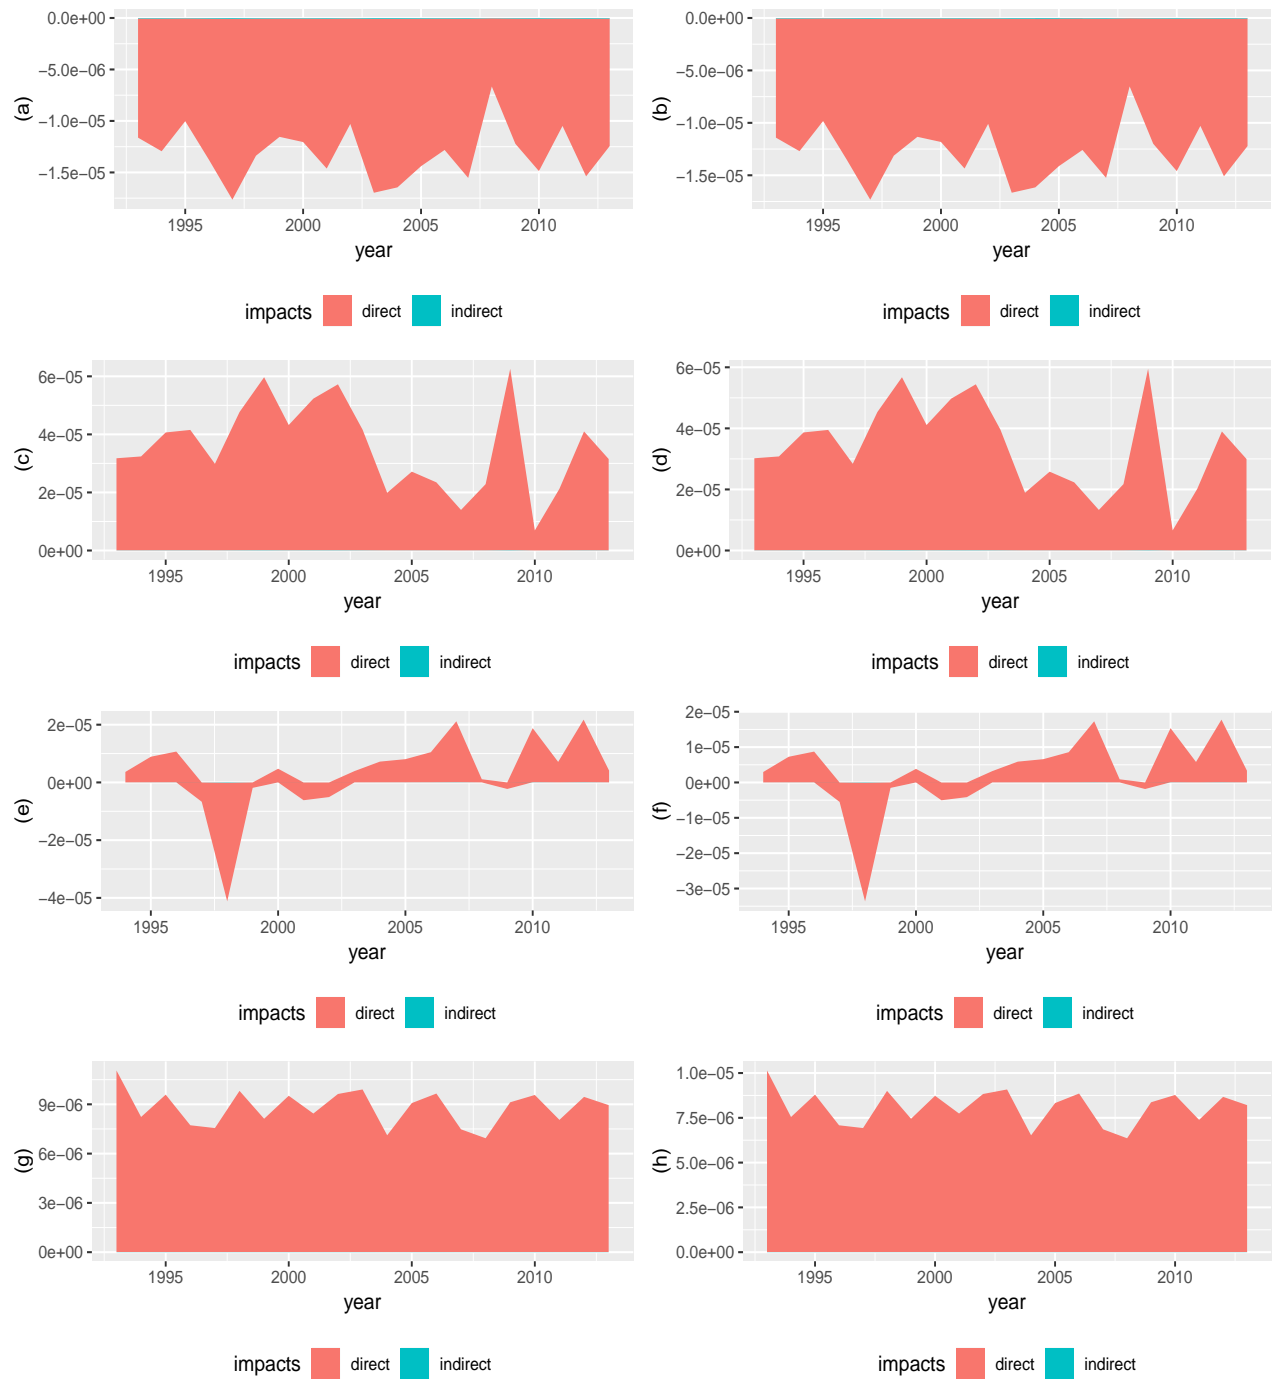 (a)
0.0e+00
−5.0e−06
−1.0e−05
−1.5e−05
1995 2000 2005 2010
year
impacts direct indirect
(b)
0.0e+00
−5.0e−06
−1.0e−05
−1.5e−05
1995 2000 2005 2010
year
impacts direct indirect
(c)
6e−05
4e−05
2e−05
0e+00
1995 2000 2005 2010
year
impacts direct indirect
(d)
6e−05
4e−05
2e−05
0e+00
1995 2000 2005 2010
year
impacts direct indirect
(e)
2e−05
0e+00
−2e−05
−4e−05
1995 2000 2005 2010
year
impacts direct indirect
(f)
2e−05
1e−05
0e+00
−1e−05
−2e−05
−3e−05
1995 2000 2005 2010
year
impacts direct indirect
(g)
9e−06
6e−06
3e−06
0e+00
1995 2000 2005 2010
year
impacts direct indirect
(h)
1.0e−05
7.5e−06
5.0e−06
2.5e−06
0.0e+00
1995 2000 2005 2010
year
impacts direct indirect